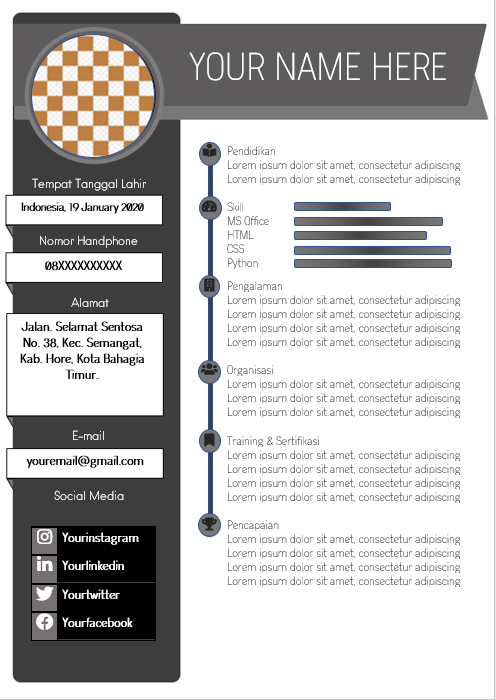 YOUR NAME HERE
Tempat Tanggal Lahir
Indonesia, 19 January 2020
Nomor Handphone
08XXXXXXXXXX
Alamat
Jalan. Selamat Sentosa
No. 38, Kec. Semangat,
Kab. Hore, Kota Bahagia
Timur.
E-mail
youremail@gmail.com
Social Media
Yourinstagram
Yourlinkedin
Yourtwitter
Yourfacebook
Pendidikan
Lorem ipsum dolor sit amet, consectetur adipiscing
Lorem ipsum dolor sit amet, consectetur adipiscing
Skill
MS Office
HTML
CSS
Python
Pengalaman
Lorem ipsum dolor sit amet, consectetur adipiscing
Lorem ipsum dolor sit amet, consectetur adipiscing
Lorem ipsum dolor sit amet, consectetur adipiscing
Lorem ipsum dolor sit amet, consectetur adipiscing
Organisasi
Lorem ipsum dolor sit amet, consectetur adipiscing
Lorem ipsum dolor sit amet, consectetur adipiscing
Lorem ipsum dolor sit amet, consectetur adipiscing
Training & Sertifikasi
Lorem ipsum dolor sit amet, consectetur adipiscing
Lorem ipsum dolor sit amet, consectetur adipiscing
Lorem ipsum dolor sit amet, consectetur adipiscing
Lorem ipsum dolor sit amet, consectetur adipiscing
Pencapaian
Lorem ipsum dolor sit amet, consectetur adipiscing
Lorem ipsum dolor sit amet, consectetur adipiscing
Lorem ipsum dolor sit amet, consectetur adipiscing
Lorem ipsum dolor sit amet, consectetur adipiscing